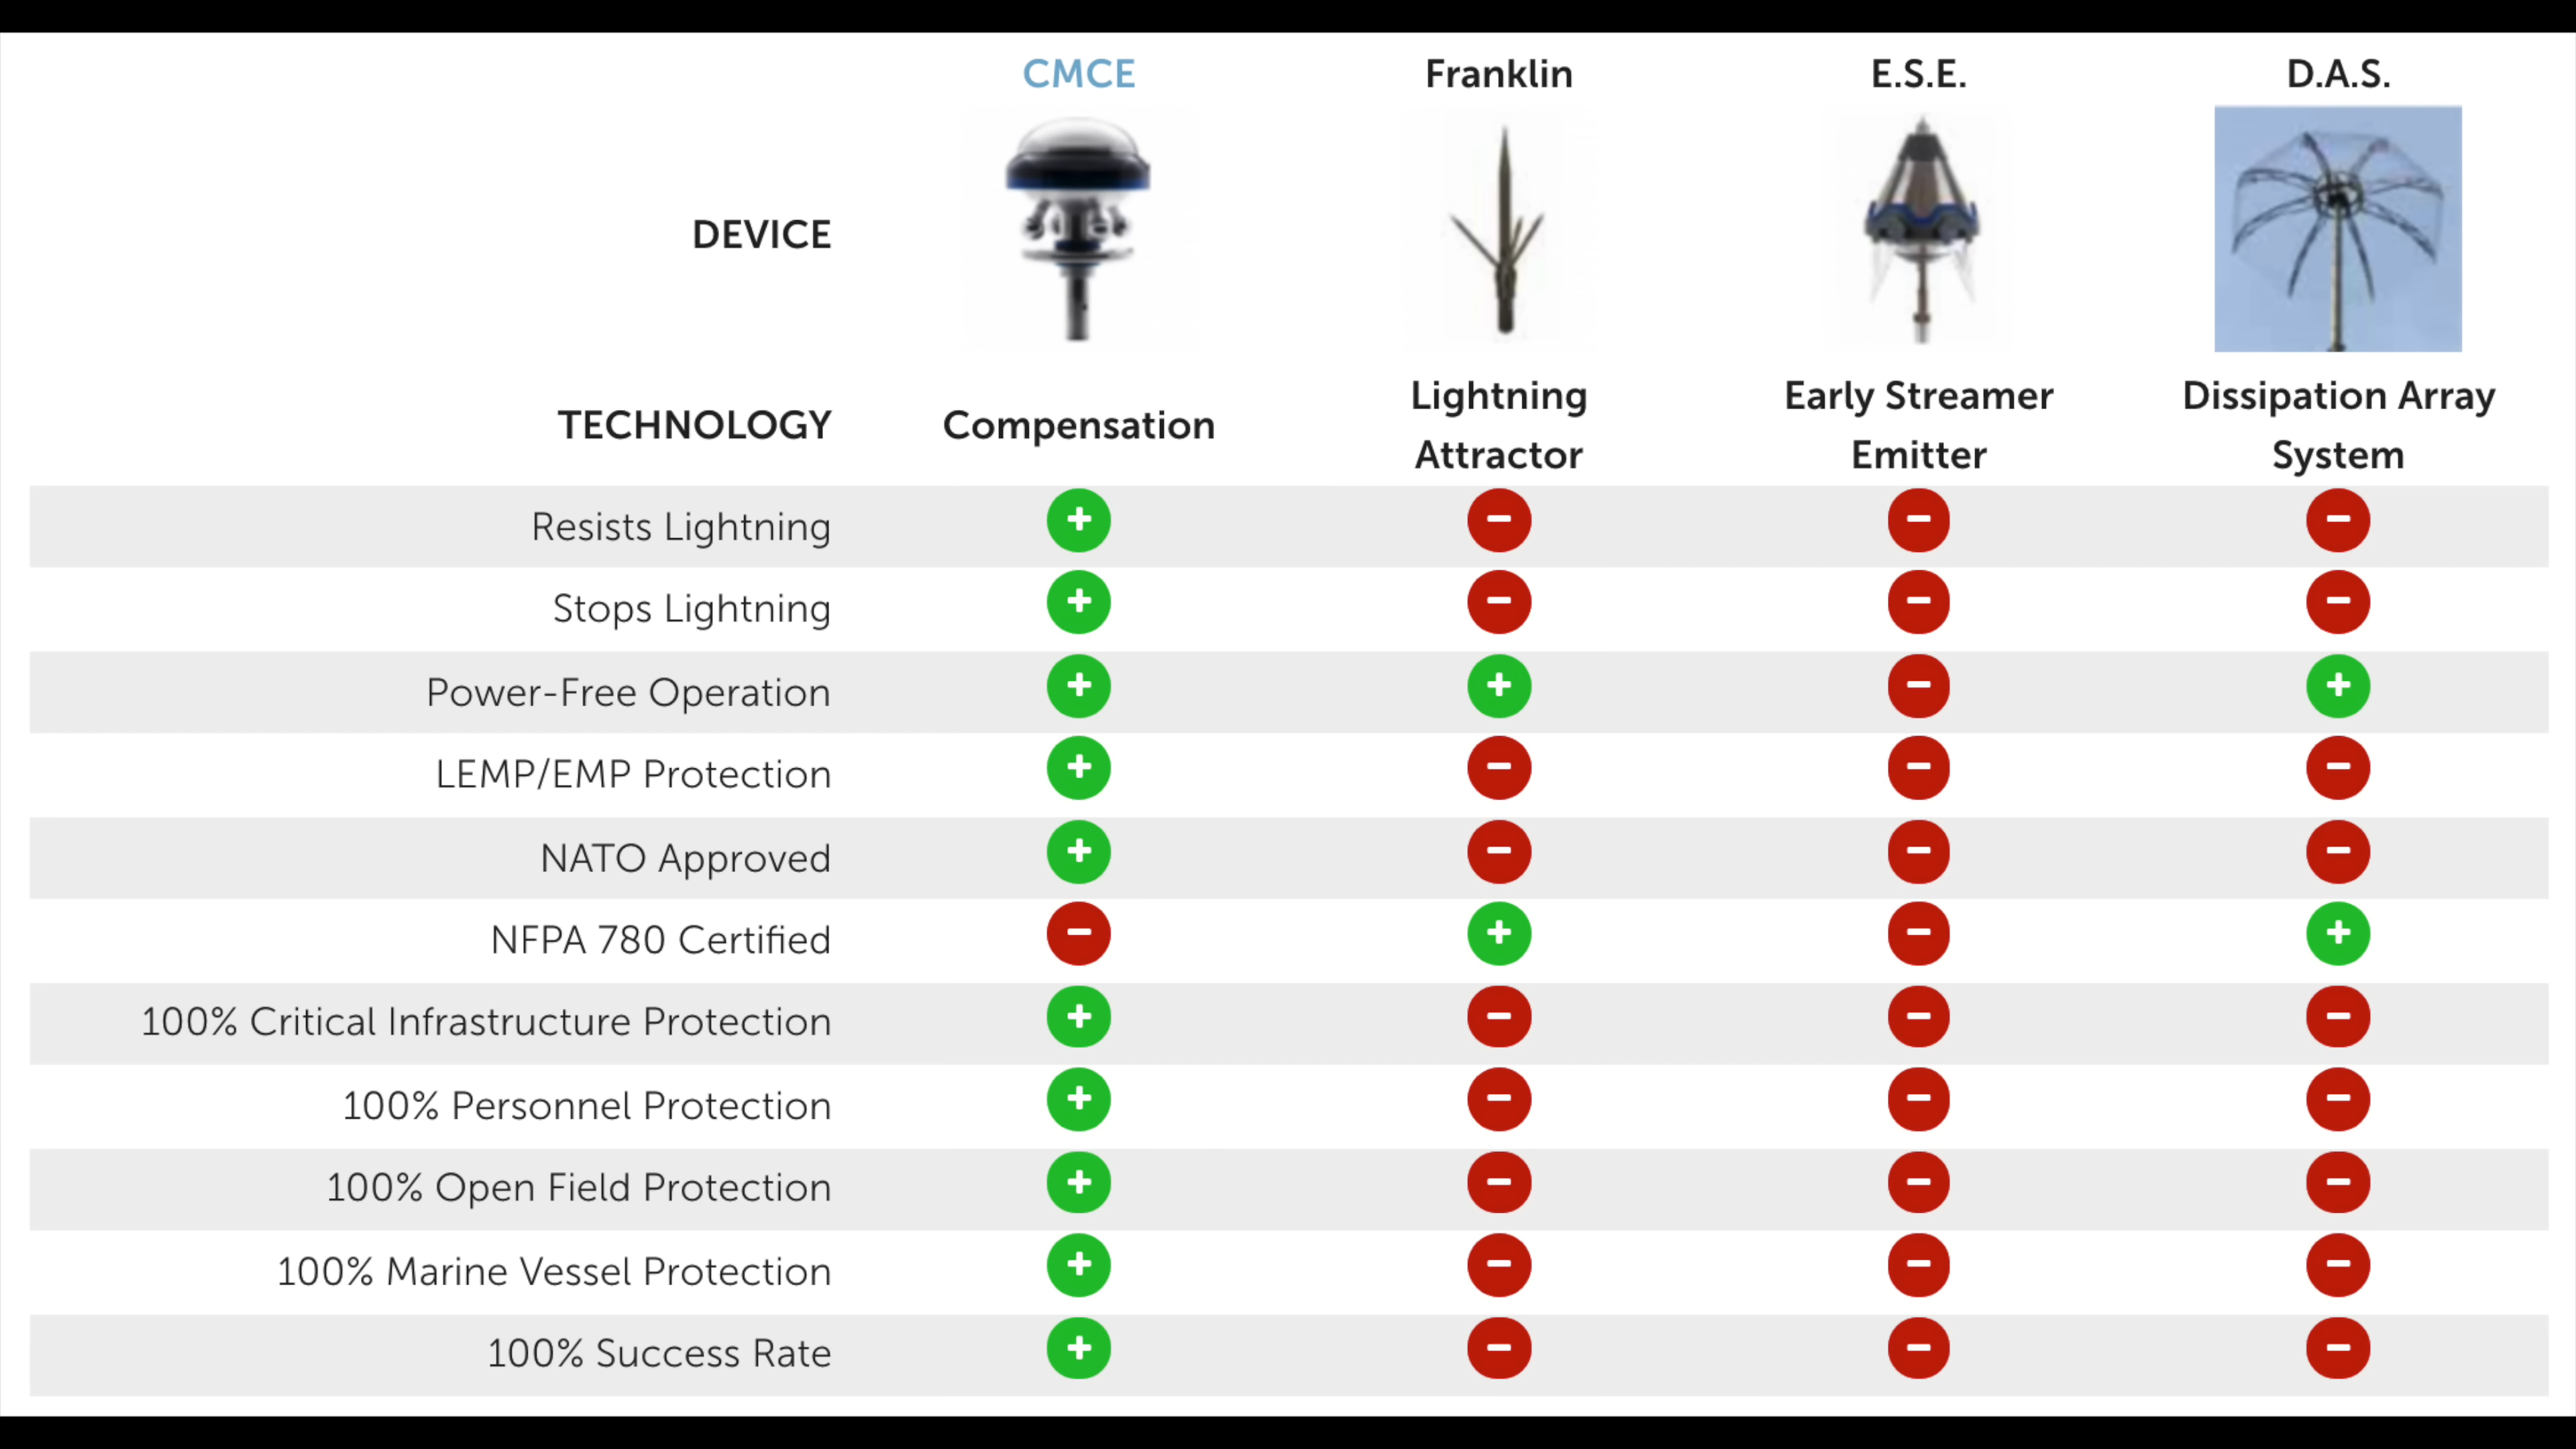 CMCE Franklin E.S.E. D.A.S.
DEVICE
TECHNOLOGY Compensation Lightning Attractor Early Streamer Emitter Dissipation Array System
Resists Lightning + - - -
Stops Lightning + - - -
Power-Free Operation + + - +
LEMP/EMP Protection + - - -
NATO Approved + - - -
NFPA 780 Certified - + - +
100% Critical Infrastructure Protection + - - -
100% Personnel Protection + - - -
100% Open Field Protection + - - -
100% Marine Vessel Protection + - - -
100% Success Rate + - - -